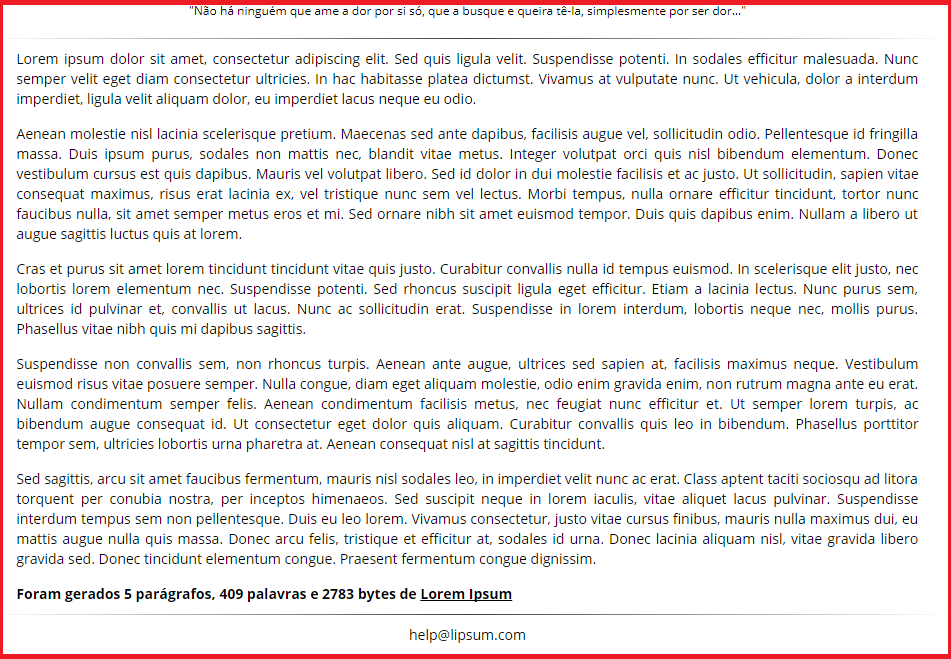 "Não há ninguém que ame a dor por si só, que a busque e queira tê-la, simplesmente por ser dor..."
Lorem ipsum dolor sit amet, consectetur adipiscing elit. Sed quis ligula velit. Suspendisse potenti. In sodales efficitur malesuada. Nunc
semper velit eget diam consectetur ultricies. In hac habitasse platea dictumst. Vivamus at vulputate nunc. Ut vehicula, dolor a interdum
imperdiet, ligula velit aliquam dolor, eu imperdiet lacus neque eu odio.
Aenean molestie nisl lacinia scelerisque pretium. Maecenas sed ante dapibus, facilisis augue vel, sollicitudin odio. Pellentesque id fringilla
massa. Duis ipsum purus, sodales non mattis nec, blandit vitae metus. Integer volutpat orci quis nisl bibendum elementum. Donec
vestibulum cursus est quis dapibus. Mauris vel volutpat libero. Sed id dolor in dui molestie facilisis et ac justo. Ut sollicitudin, sapien vitae
consequat maximus, risus erat lacinia ex, vel tristique nunc sem vel lectus. Morbi tempus, nulla ornare efficitur tincidunt, tortor nunc
faucibus nulla, sit amet semper metus eros et mi. Sed ornare nibh sit amet euismod tempor. Duis quis dapibus enim. Nullam a libero ut
augue sagittis luctus quis at lorem.
Cras et purus sit amet lorem tincidunt tincidunt vitae quis justo. Curabitur convallis nulla id tempus euismod. In scelerisque elit justo, nec
lobortis lorem elementum nec. Suspendisse potenti. Sed rhoncus suscipit ligula eget efficitur. Etiam a lacinia lectus. Nunc purus sem,
ultrices id pulvinar et, convallis ut lacus. Nunc ac sollicitudin erat. Suspendisse in lorem interdum, lobortis neque nec, mollis purus.
Phasellus vitae nibh quis mi dapibus sagittis.
Suspendisse non convallis sem, non rhoncus turpis. Aenean ante augue, ultrices sed sapien at, facilisis maximus neque. Vestibulum
euismod risus vitae posuere semper. Nulla congue, diam eget aliquam molestie, odio enim gravida enim, non rutrum magna ante eu erat.
Nullam condimentum semper felis. Aenean condimentum facilisis metus, nec feugiat nunc efficitur et. Ut semper lorem turpis, ac
bibendum augue consequat id. Ut consectetur eget dolor quis aliquam. Curabitur convallis quis leo in bibendum. Phasellus porttitor
tempor sem, ultricies lobortis urna pharetra at. Aenean consequat nisl at sagittis tincidunt.
Sed sagittis, arcu sit amet faucibus fermentum, mauris nisl sodales leo, in imperdiet velit nunc ac erat. Class aptent taciti sociosqu ad litora
torquent per conubia nostra, per inceptos himenaeos. Sed suscipit neque in lorem iaculis, vitae aliquet lacus pulvinar. Suspendisse
interdum tempus sem non pellentesque. Duis eu leo lorem. Vivamus consectetur, justo vitae cursus finibus, mauris nulla maximus dui, eu
mattis augue nulla quis massa. Donec arcu felis, tristique et efficitur at, sodales id urna. Donec lacinia aliquam nisl, vitae gravida libero
gravida sed. Donec tincidunt elementum congue. Praesent fermentum congue dignissim.
Foram gerados 5 parágrafos, 409 palavras e 2783 bytes de Lorem Ipsum
help@lipsum.com